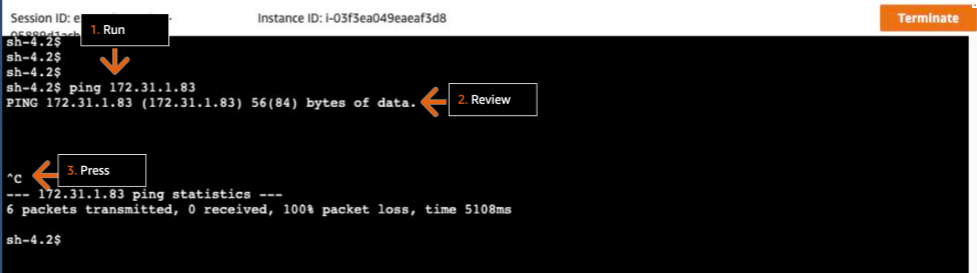 Session ID: e
Instance ID: i-03f3ea049eaeaf3d8
Terminate
1. Run
sh-4.2$
sh-4.2$
sh-4.2$
sh-4.2$ ping 172.31.1.83
PING 172.31.1.83 (172.31.1.83) 56(84) bytes of data.
2. Review
3. Press
^C
--- 172.31.1.83 ping statistics ---
6 packets transmitted, 0 received, 100% packet loss, time 5108ms
sh-4.2$